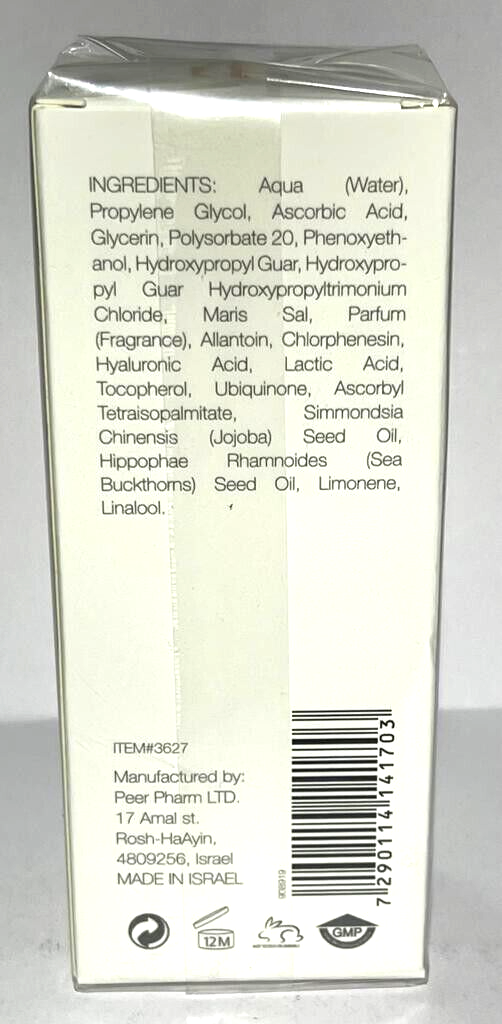 INGREDIENTS: Aqua (Water),
Propylene Glycol, Ascorbic Acid,
Glycerin, Polysorbate 20, Phenoxyeth-
anol, Hydroxypropyl Guar, Hydroxypro-
pyl Guar Hydroxypropyltrimonium
Chloride, Maris Sal, Parfum
(Fragrance), Allantoin, Chlorphenesin,
Hyaluronic Acid, Lactic Acid,
Tocopherol, Ubiquinone, Ascorbyl
Tetraisopalmitate, Simmondsia
Chinensis (Jojoba) Seed Oil,
Hippophae Rhamnoides (Sea
Buckthorns) Seed Oil, Limonene,
Linalool.
ITEM#3627
Manufactured by:
Peer Pharm LTD.
17 Amal st.
Rosh-HaAyin,
4809256, Israel
MADE IN ISRAEL
908919
7 290114 141703
12M
GMP